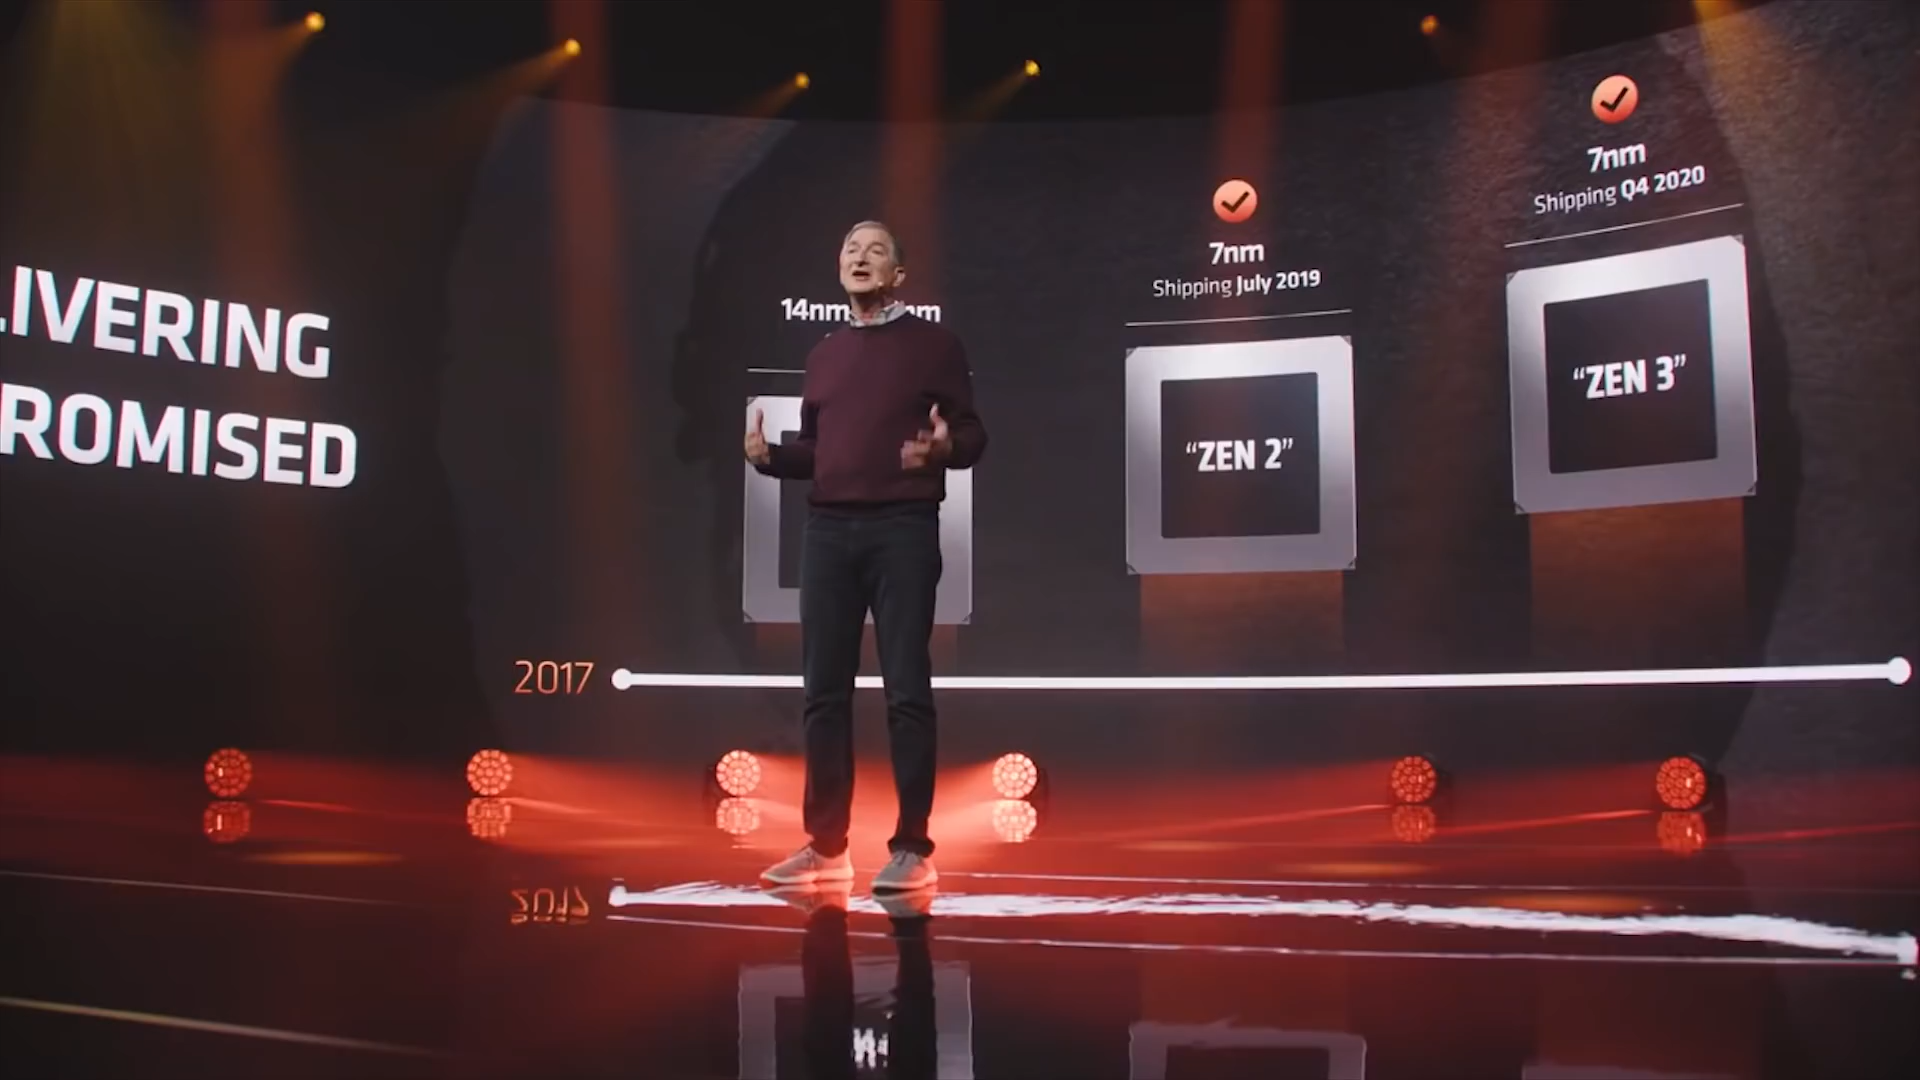 LIVERING
ROMISED
14nm
nm
7nm
Shipping July 2019
7nm
Shipping Q4 2020
“ZEN 2”
“ZEN 3”
2017